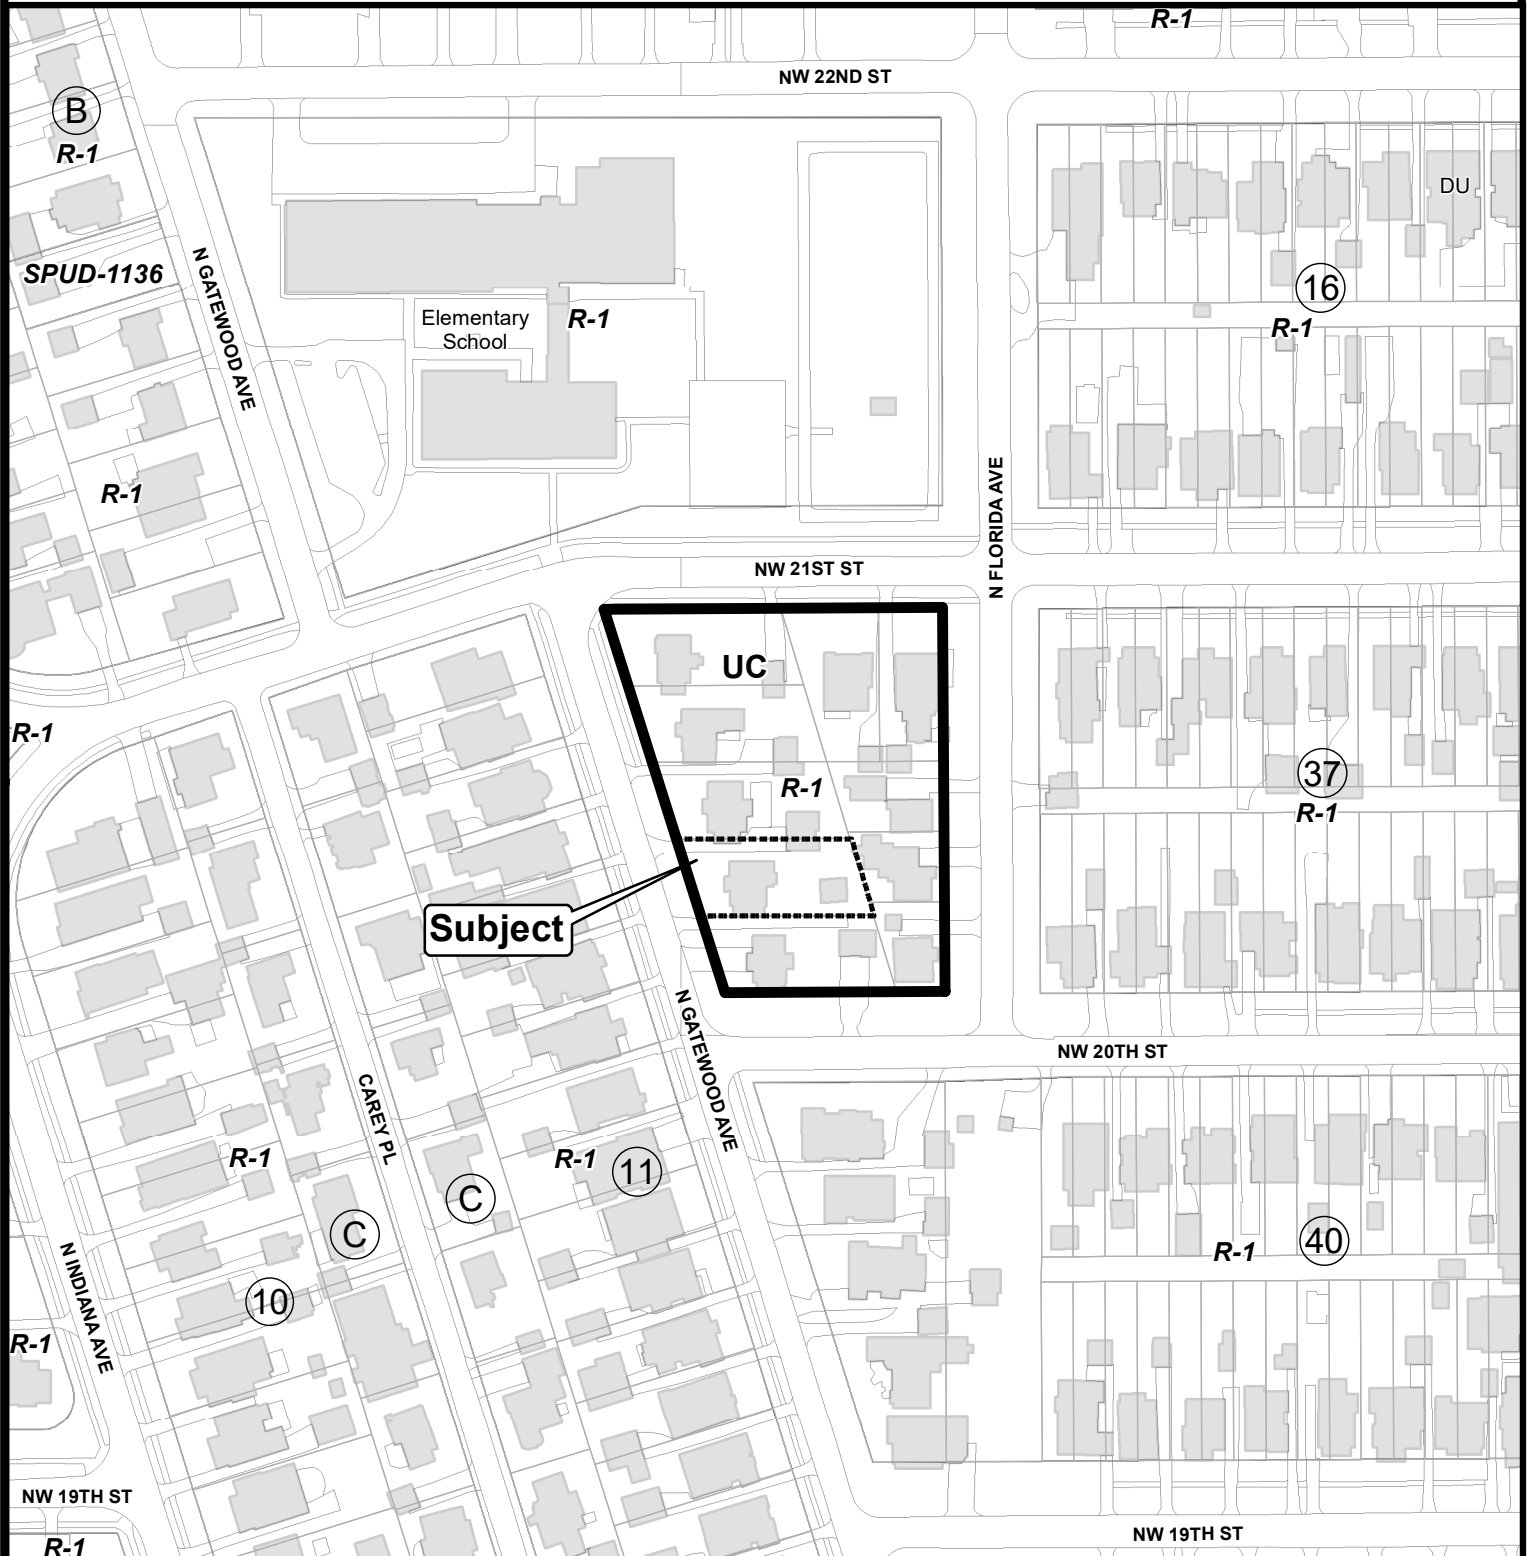 R-1
NW 22ND ST
B
R-1
DU
SPUD-1136
N GATEWOOD AVE
16
Elementary
School
R-1
R-1
R-1
N FLORIDA AVE
NW 21ST ST
UC
R-1
37
R-1
R-1
Subject
N GATEWOOD AVE
NW 20TH ST
CAREY PL
R-1
R-1
11
C
C
40
R-1
N INDIANA AVE
10
R-1
NW 19TH ST
NW 19TH ST
R-1